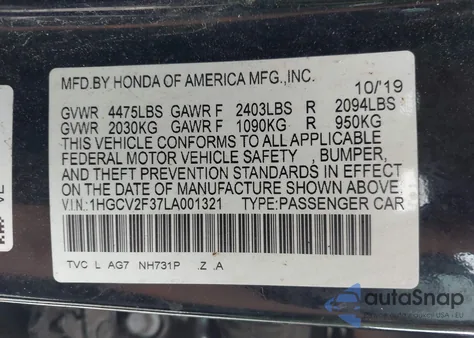 MFD.BY HONDA OF AMERICA MFG.,INC. 10/'19
GVWR 4475LBS GAWR F 2403LBS R 2094LBS
GVWR 2030KG GAWR F 1090KG R 950KG
THIS VEHICLE CONFORMS TO ALL APPLICABLE
FEDERAL MOTOR VEHICLE SAFETY , BUMPER,
AND THEFT PREVENTION STANDARDS IN EFFECT
ON THE DATE OF MANUFACTURE SHOWN ABOVE.
V I N:1HGCV2F37LA001321 TYPE:PASSENGER CAR
TVC L AG7 NH731P .Z .A
autoSnap